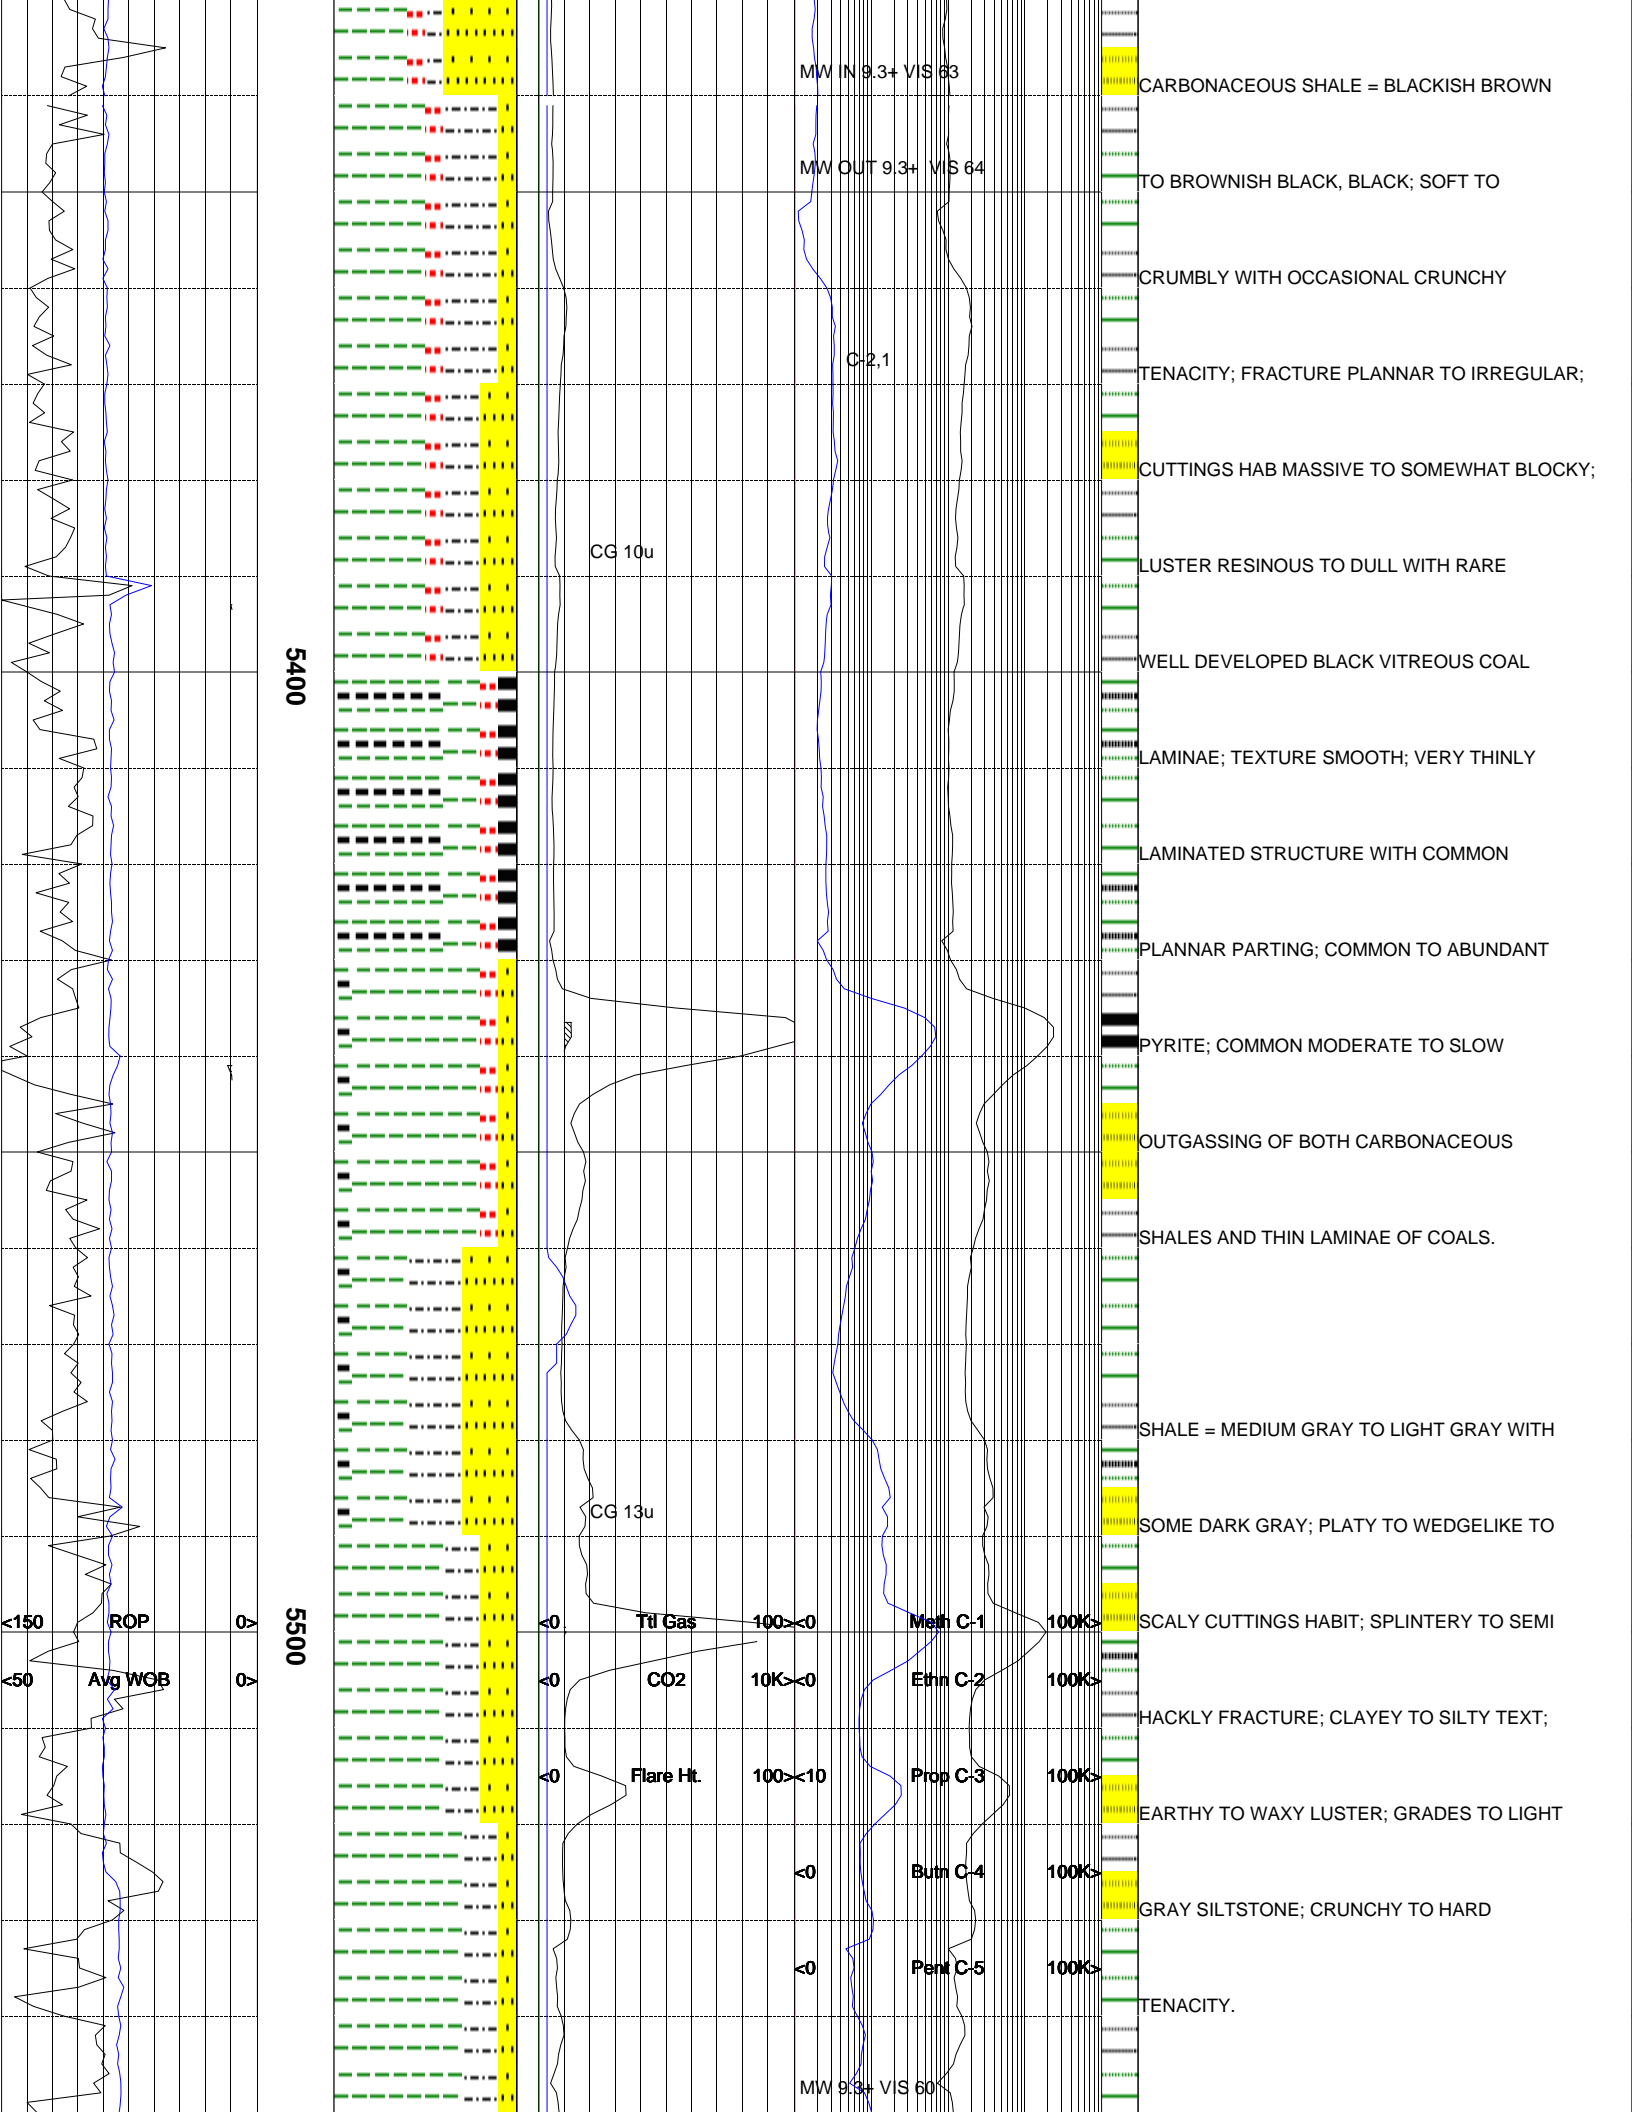 MW IN 9.3+ VIS 63
CARBONACEOUS SHALE = BLACKISH BROWN
MW OUT 9.3+ VIS 64
TO BROWNISH BLACK, BLACK; SOFT TO
CRUMBLY WITH OCCASIONAL CRUNCHY
C-2,1
TENACITY; FRACTURE PLANNAR TO IRREGULAR;
CUTTINGS HAB MASSIVE TO SOMEWHAT BLOCKY;
CG 10u
LUSTER RESINOUS TO DULL WITH RARE
5400
WELL DEVELOPED BLACK VITREOUS COAL
LAMINAE; TEXTURE SMOOTH; VERY THINLY
LAMINATED STRUCTURE WITH COMMON
PLANNAR PARTING; COMMON TO ABUNDANT
PYRITE; COMMON MODERATE TO SLOW
OUTGASSING OF BOTH CARBONACEOUS
SHALES AND THIN LAMINAE OF COALS.
SHALE = MEDIUM GRAY TO LIGHT GRAY WITH
CG 13u
SOME DARK GRAY; PLATY TO WEDGELIKE TO
5500
<150 ROP 0> <0 Ttl Gas 100> <0 Meth C-1 100K>
SCALY CUTTINGS HABIT; SPLINTERY TO SEMI
<50 Avg WOB 0> <0 CO2 10K> <0 Ethn C-2 100K>
HACKLY FRACTURE; CLAYEY TO SILTY TEXT;
<0 Flare Ht. 100> <10 Prop C-3 100K>
EARTHY TO WAXY LUSTER; GRADES TO LIGHT
<0 Butn C-4 100K>
GRAY SILTSTONE; CRUNCHY TO HARD
<0 Pent C-5 100K>
TENACITY.
MW 9.3+ VIS 60